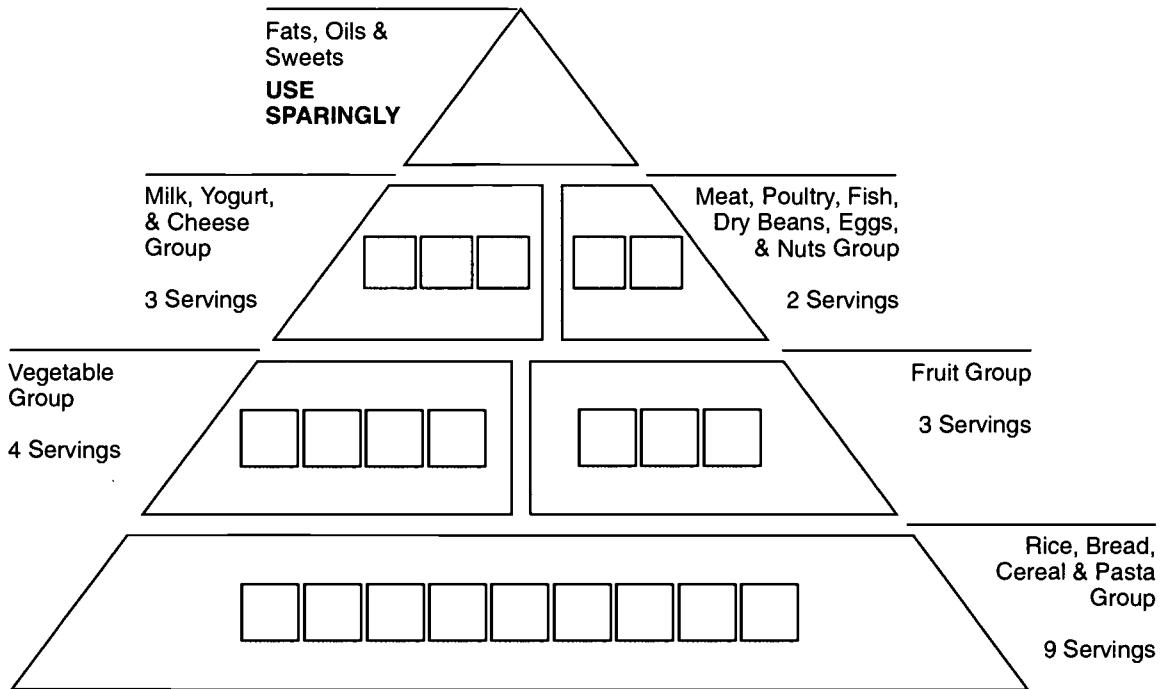 Fats, Oils &
Sweets
USE
SPARINGLY
Milk, Yogurt,
& Cheese
Group
3 Servings
Meat, Poultry, Fish,
Dry Beans, Eggs,
& Nuts Group
2 Servings
Vegetable
Group
4 Servings
Fruit Group
3 Servings
Rice, Bread,
Cereal & Pasta
Group
9 Servings